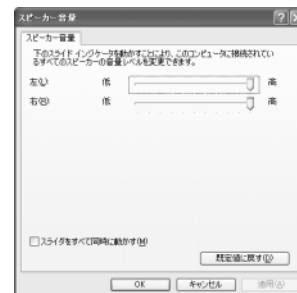 スピーカー音量
スピーカー音量
下のスライド インジケータを動かすことにより、このコンピュータに接続されてい
るすべてのスピーカーの音量レベルを変更できます。
左(L) 低 高
右(R) 低 高
スライダをすべて同時に動かす(M)
既定値に戻す(D)
OK キャンセル 適用(A)